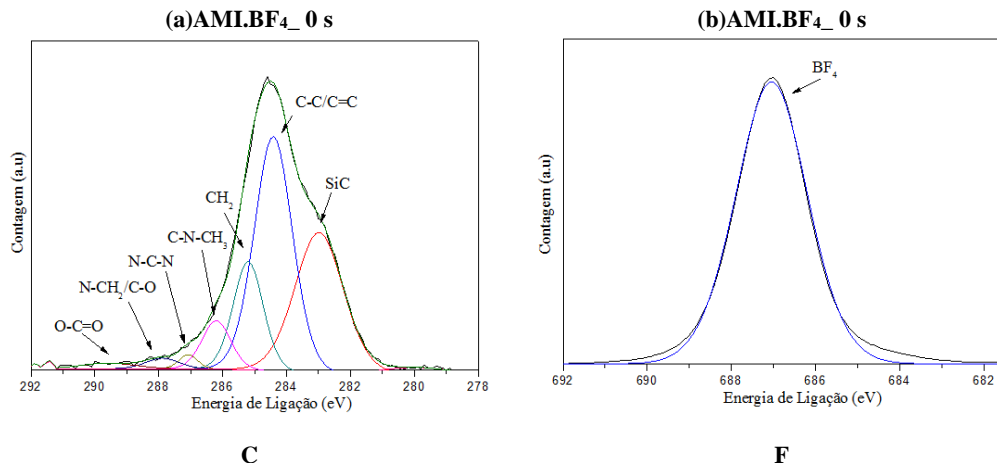 (a)AMI.BF₄_ 0 s
Contagem (a.u)
C-C/C=C
SiC
CH₂
C-N-CH₃
N-C-N
N-CH₂/C-O
O-C=O
292 290 288 286 284 282 280 278
Energia de Ligação (eV)
C
(b)AMI.BF₄_ 0 s
Contagem (a.u)
BF₄
692 690 688 686 684 682
Energia de Ligação (eV)
F